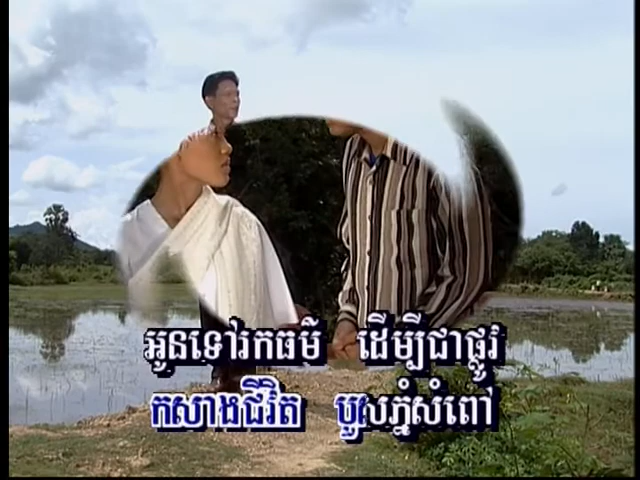 អូនទៅរកធម៌ ដើម្បីជាផ្លូវ
កសាងជីវិត បួសភ្នំសំពៅ